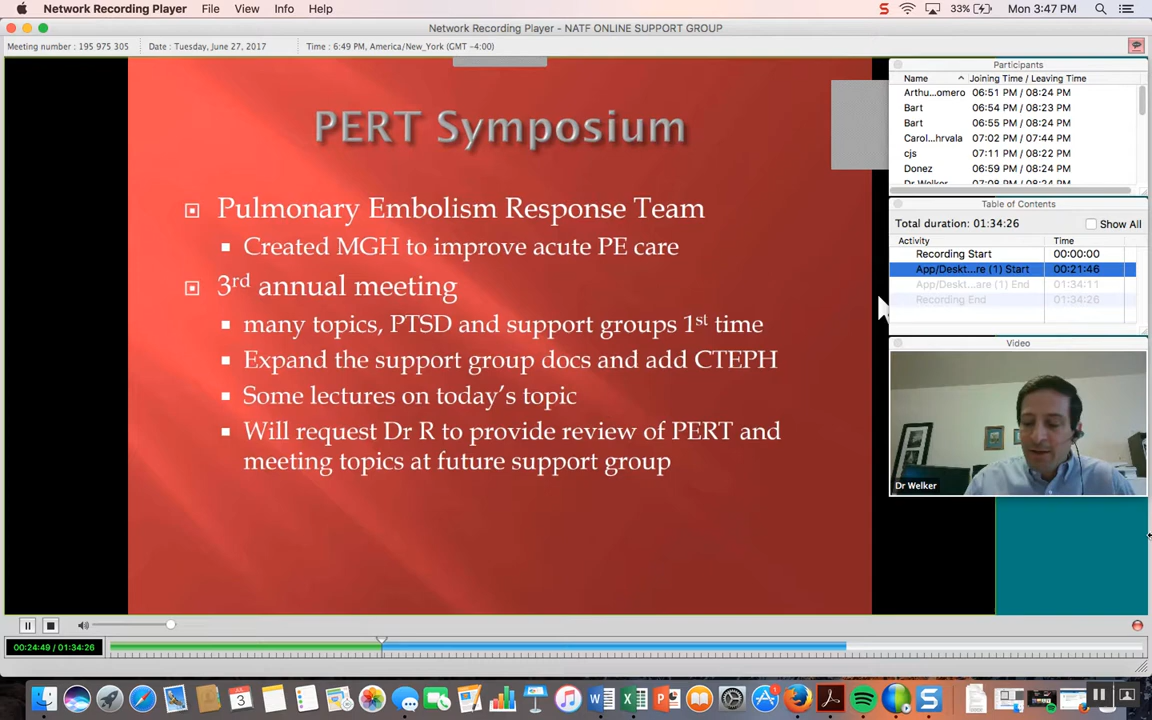 Network Recording Player File View Info Help 33% Mon 3:47 PM
Network Recording Player - NATF ONLINE SUPPORT GROUP
Meeting number : 195 975 305 Date : Tuesday, June 27, 2017 Time : 6:49 PM, America/New_York (GMT -4:00)
PERT Symposium
Pulmonary Embolism Response Team
Created MGH to improve acute PE care
3rd annual meeting
many topics, PTSD and support groups 1st time
Expand the support group docs and add CTEPH
Some lectures on today's topic
Will request Dr R to provide review of PERT and
meeting topics at future support group
Participants
Name Joining Time / Leaving Time
Arthu...omero 06:51 PM / 08:24 PM
Bart 06:54 PM / 08:23 PM
Bart 06:55 PM / 08:24 PM
Carol...hrvala 07:02 PM / 07:44 PM
cjs 07:11 PM / 08:22 PM
Donez 06:59 PM / 08:24 PM
Dr Welker 07:08 PM / 08:24 PM
Table of Contents
Total duration: 01:34:26 Show All
Activity Time
Recording Start 00:00:00
App/Deskt...re (1) Start 00:21:46
App/Deskt...are (1) End 01:34:11
Recording End 01:34:26
Video
Dr Welker
00:24:49 / 01:34:26
3